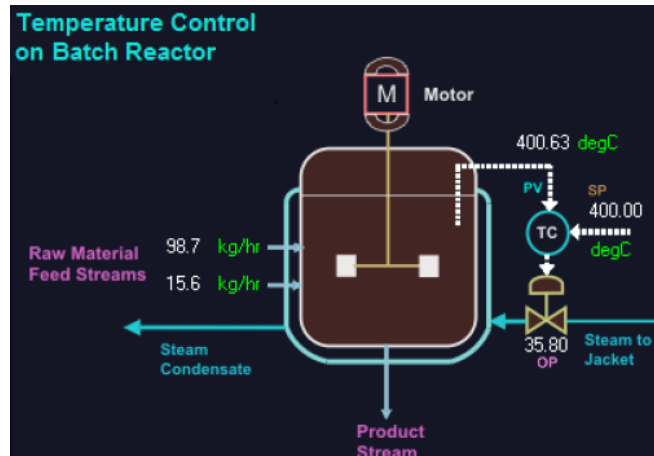 Temperature Control
on Batch Reactor
M
Motor
400.63 degC
PV
SP
400.00
TC
degC
98.7 kg/hr
Raw Material
Feed Streams
15.6 kg/hr
Steam
Condensate
35.80
OP
Steam to
Jacket
Product
Stream